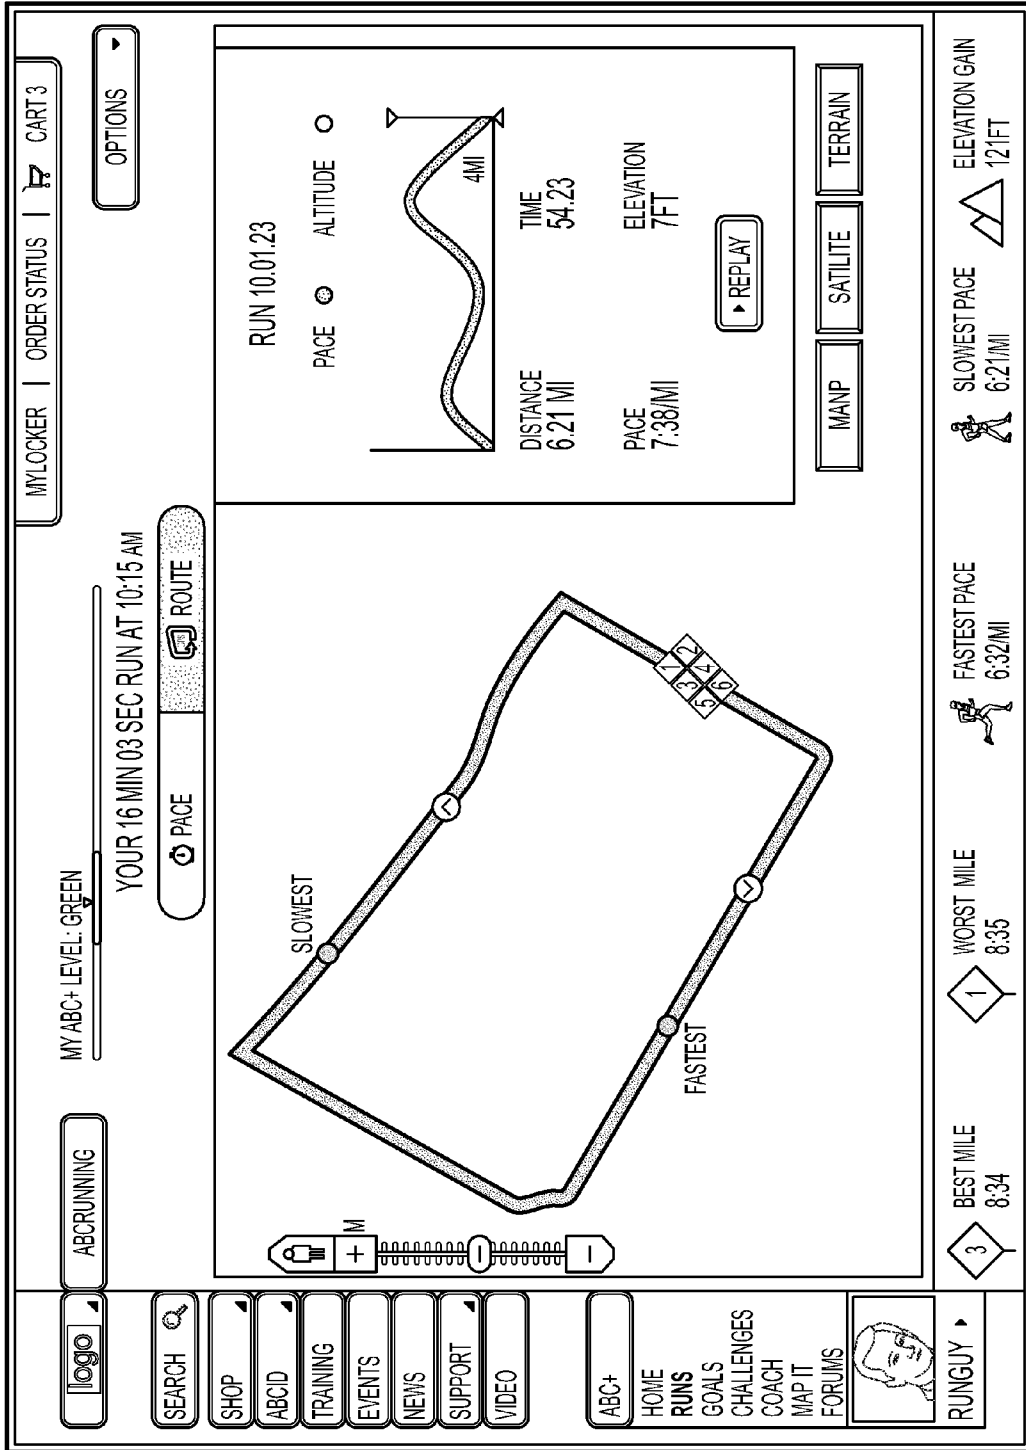 logo
ABCRUNNING
MY ABC+ LEVEL: GREEN
MYLOCKER | ORDER STATUS | CART 3
OPTIONS
YOUR 16 MIN 03 SEC RUN AT 10:15 AM
PACE
ROUTE
SEARCH
SHOP
ABCID
TRAINING
EVENTS
NEWS
SUPPORT
VIDEO
ABC+
HOME
RUNS
GOALS
CHALLENGES
COACH
MAP IT
FORUMS
RUNGUY
M
+
−
−
SLOWEST
FASTEST
1
2
3
4
5
6
RUN 10.01.23
PACE
ALTITUDE
4MI
DISTANCE
6.21 MI
TIME
54.23
PACE
7:38/MI
ELEVATION
7FT
REPLAY
MANP
SATILITE
TERRAIN
3
BEST MILE
8:34
1
WORST MILE
8:35
FASTEST PACE
6:32/MI
SLOWEST PACE
6:21/MI
ELEVATION GAIN
121FT